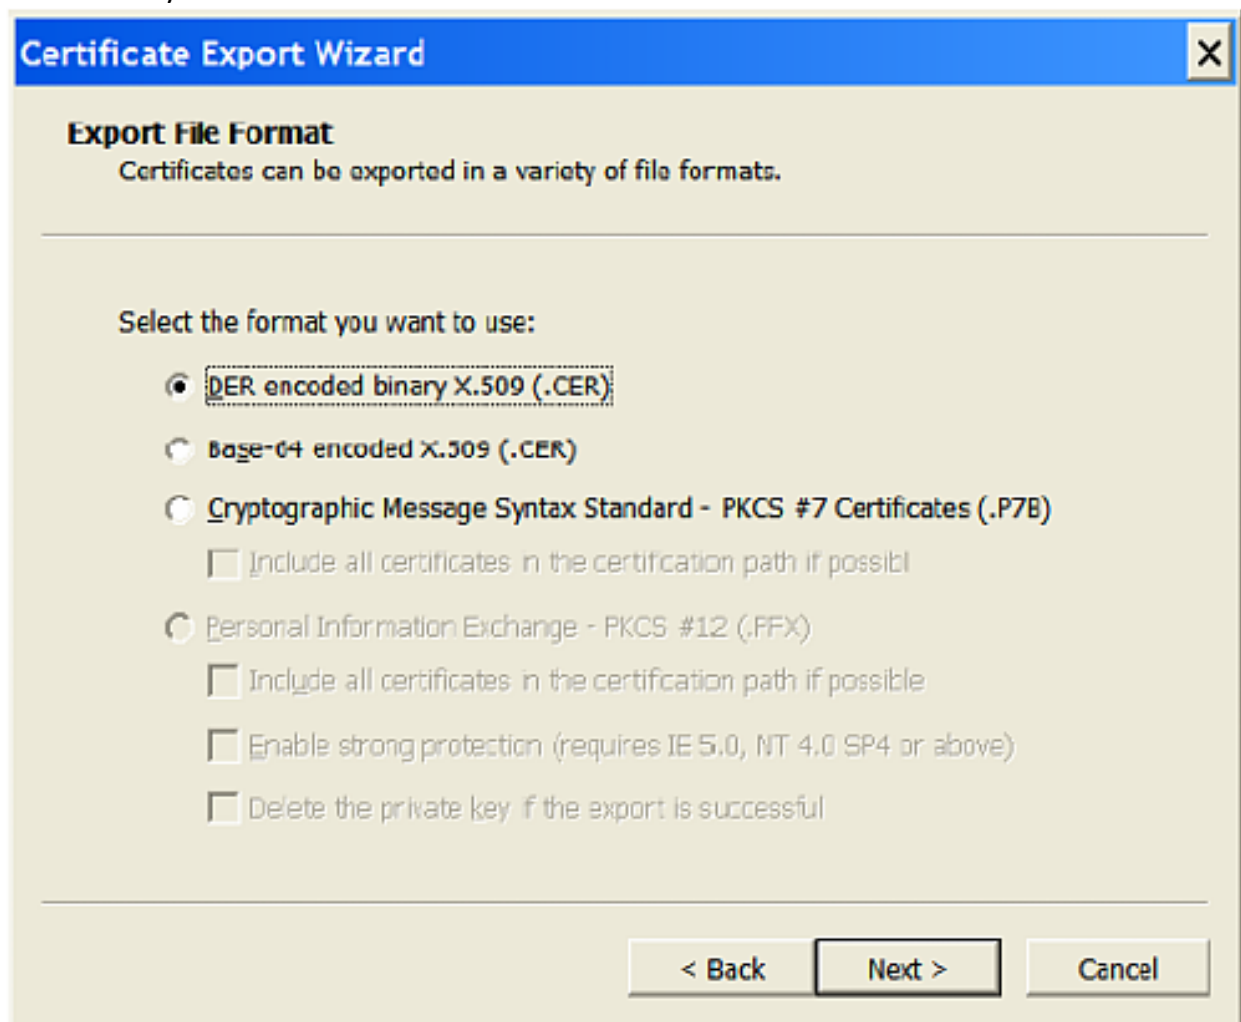 Certificate Export Wizard
Export File Format
Certificates can be exported in a variety of file formats.
Select the format you want to use:
DER encoded binary X.509 (.CER)
Base-64 encoded X.509 (.CER)
Cryptographic Message Syntax Standard - PKCS #7 Certificates (.P7B)
Include all certificates in the certification path if possibl
Personal Information Exchange - PKCS #12 (.PFX)
Include all certificates in the certification path if possible
Enable strong protection (requires IE 5.0, NT 4.0 SP4 or above)
Delete the private key if the export is successful
< Back Next > Cancel